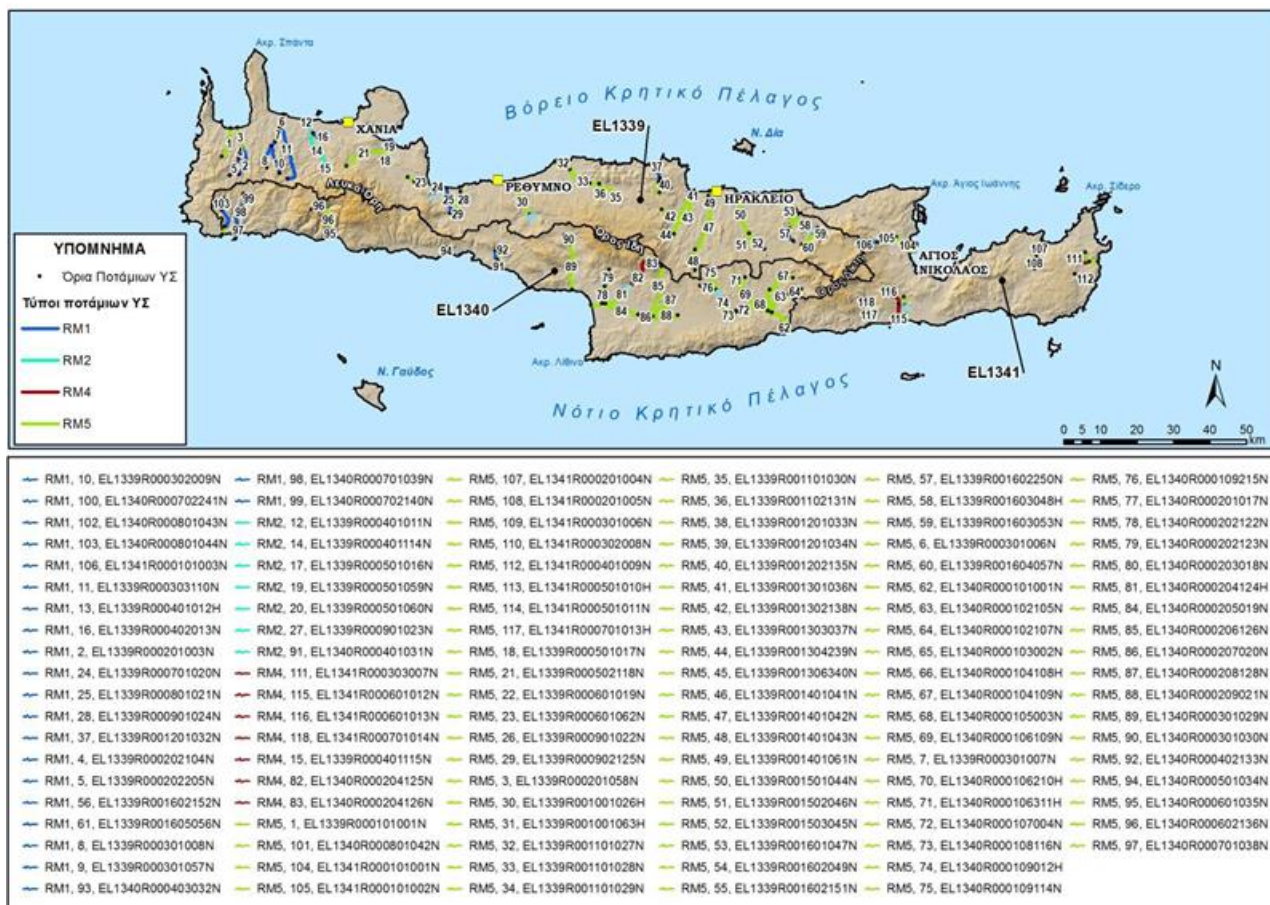 Ακρ. Σπάντα
Βόρειο Κρητικό Πέλαγος
EL1339
Ν. Δία
ΧΑΝΙΑ
ΡΕΘΥΜΝΟ
ΗΡΑΚΛΕΙΟ
Ακρ. Άγιος Ιωάννης
Ακρ. Σίδερο
Λευκά Όρη
Όρος Ίδη
Όρος Δίκτη
ΑΓΙΟΣ
ΝΙΚΟΛΑΟΣ
EL1340
EL1341
Ακρ. Λίθινο
Ν. Γαύδος
Νότιο Κρητικό Πέλαγος
ΥΠΟΜΝΗΜΑ
Όρια Ποτάμιων ΥΣ
Τύποι ποτάμιων ΥΣ
RM1
RM2
RM4
RM5
N
0 5 10 20 30 40 50
km
RM1, 10, EL1339R000302009N
RM1, 100, EL1340R000702241N
RM1, 102, EL1340R000801043N
RM1, 103, EL1340R000801044N
RM1, 106, EL1341R000101003N
RM1, 11, EL1339R000303110N
RM1, 13, EL1339R000401012H
RM1, 16, EL1339R000402013N
RM1, 2, EL1339R000201003N
RM1, 24, EL1339R000701020N
RM1, 25, EL1339R000801021N
RM1, 28, EL1339R000901024N
RM1, 37, EL1339R001201032N
RM1, 4, EL1339R000202104N
RM1, 5, EL1339R000202205N
RM1, 56, EL1339R001602152N
RM1, 61, EL1339R001605056N
RM1, 8, EL1339R000301008N
RM1, 9, EL1339R000301057N
RM1, 93, EL1340R000403032N
RM1, 98, EL1340R000701039N
RM1, 99, EL1340R000702140N
RM2, 12, EL1339R000401011N
RM2, 14, EL1339R000401114N
RM2, 17, EL1339R000501016N
RM2, 19, EL1339R000501059N
RM2, 20, EL1339R000501060N
RM2, 27, EL1339R000901023N
RM2, 91, EL1340R000401031N
RM4, 111, EL1341R000303007N
RM4, 115, EL1341R000601012N
RM4, 116, EL1341R000601013N
RM4, 118, EL1341R000701014N
RM4, 15, EL1339R000401115N
RM4, 82, EL1340R000204125N
RM4, 83, EL1340R000204126N
RM5, 1, EL1339R000101001N
RM5, 101, EL1340R000801042N
RM5, 104, EL1341R000101001N
RM5, 105, EL1341R000101002N
RM5, 107, EL1341R000201004N
RM5, 108, EL1341R000201005N
RM5, 109, EL1341R000301006N
RM5, 110, EL1341R000302008N
RM5, 112, EL1341R000401009N
RM5, 113, EL1341R000501010H
RM5, 114, EL1341R000501011N
RM5, 117, EL1341R000701013H
RM5, 18, EL1339R000501017N
RM5, 21, EL1339R000502118N
RM5, 22, EL1339R000601019N
RM5, 23, EL1339R000601062N
RM5, 26, EL1339R000901022N
RM5, 29, EL1339R000902125N
RM5, 3, EL1339R000201058N
RM5, 30, EL1339R001001026H
RM5, 31, EL1339R001001063H
RM5, 32, EL1339R001101027N
RM5, 33, EL1339R001101028N
RM5, 34, EL1339R001101029N
RM5, 35, EL1339R001101030N
RM5, 36, EL1339R001102131N
RM5, 38, EL1339R001201033N
RM5, 39, EL1339R001201034N
RM5, 40, EL1339R001202135N
RM5, 41, EL1339R001301036N
RM5, 42, EL1339R001302138N
RM5, 43, EL1339R001303037N
RM5, 44, EL1339R001304239N
RM5, 45, EL1339R001306340N
RM5, 46, EL1339R001401041N
RM5, 47, EL1339R001401042N
RM5, 48, EL1339R001401043N
RM5, 49, EL1339R001401061N
RM5, 50, EL1339R001501044N
RM5, 51, EL1339R001502046N
RM5, 52, EL1339R001503045N
RM5, 53, EL1339R001601047N
RM5, 54, EL1339R001602049N
RM5, 55, EL1339R001602151N
RM5, 57, EL1339R001602250N
RM5, 58, EL1339R001603048H
RM5, 59, EL1339R001603053N
RM5, 6, EL1339R000301006N
RM5, 60, EL1339R001604057N
RM5, 62, EL1340R000101001N
RM5, 63, EL1340R000102105N
RM5, 64, EL1340R000102107N
RM5, 65, EL1340R000103002N
RM5, 66, EL1340R000104108H
RM5, 67, EL1340R000104109N
RM5, 68, EL1340R000105003N
RM5, 69, EL1340R000106109N
RM5, 7, EL1339R000301007N
RM5, 70, EL1340R000106210H
RM5, 71, EL1340R000106311H
RM5, 72, EL1340R000107004N
RM5, 73, EL1340R000108116N
RM5, 74, EL1340R000109012H
RM5, 75, EL1340R000109114N
RM5, 76, EL1340R000109215N
RM5, 77, EL1340R000201017N
RM5, 78, EL1340R000202122N
RM5, 79, EL1340R000202123N
RM5, 80, EL1340R000203018N
RM5, 81, EL1340R000204124H
RM5, 84, EL1340R000205019N
RM5, 85, EL1340R000206126N
RM5, 86, EL1340R000207020N
RM5, 87, EL1340R000208128N
RM5, 88, EL1340R000209021N
RM5, 89, EL1340R000301029N
RM5, 90, EL1340R000301030N
RM5, 92, EL1340R000402133N
RM5, 94, EL1340R000501034N
RM5, 95, EL1340R000601035N
RM5, 96, EL1340R000602136N
RM5, 97, EL1340R000701038N